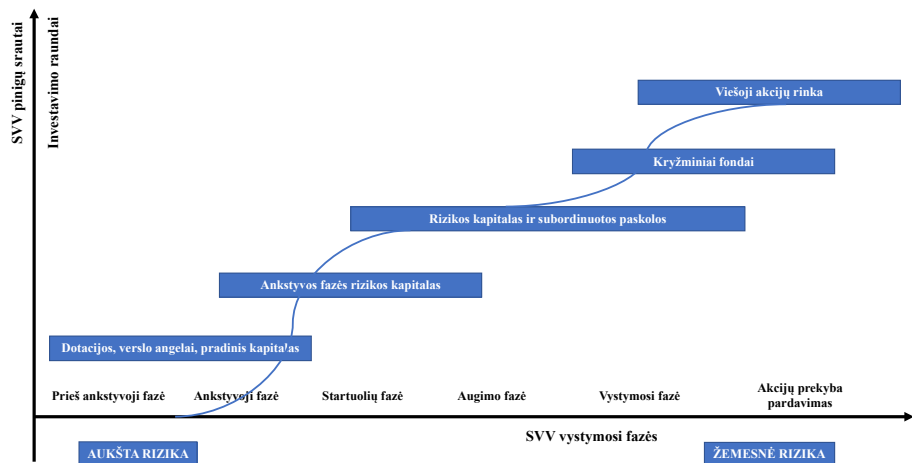 SVV pinigų srautai
Investavimo raundai
Viešoji akcijų rinka
Kryžminiai fondai
Rizikos kapitalas ir subordinuotos paskolos
Ankstyvos fazės rizikos kapitalas
Dotacijos, verslo angelai, pradinis kapitalas
Prieš ankstyvoji fazė
Ankstyvoji fazė
Startuolių fazė
Augimo fazė
Vystymosi fazė
Akcijų prekyba
pardavimas
SVV vystymosi fazės
AUKŠTA RIZIKA
ŽEMESNĖ RIZIKA